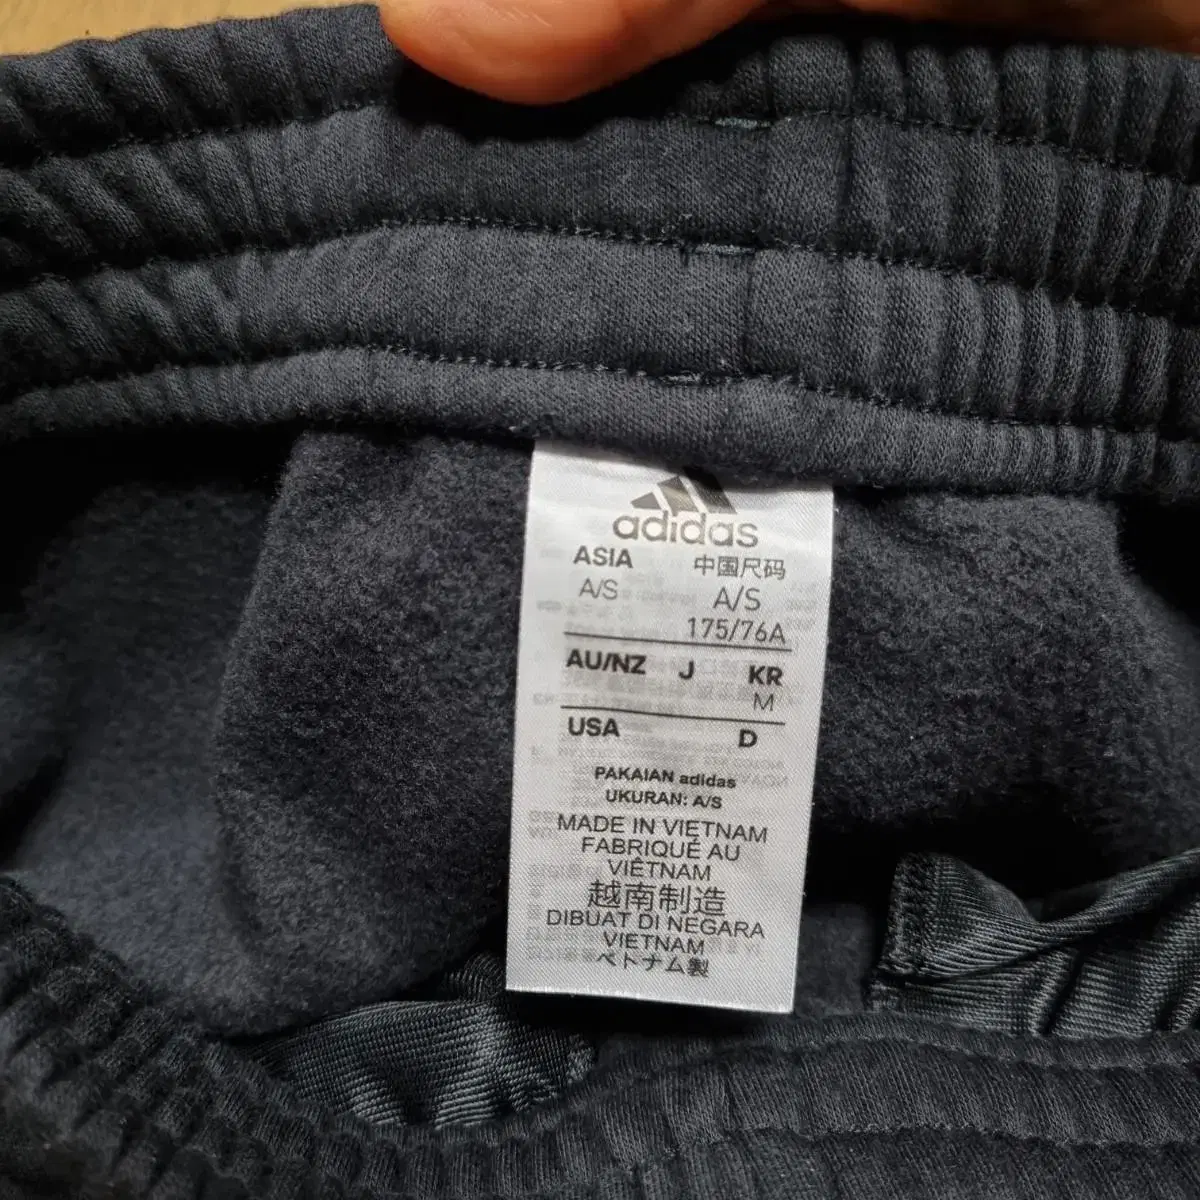 adidas
ASIA 中国尺码
A/S A/S
175/76A
AU/NZ J KR
M
USA D
PAKAIAN adidas
UKURAN: A/S
MADE IN VIETNAM
FABRIQUÉ AU
VIÊTNAM
越南制造
DIBUAT DI NEGARA
VIETNAM
ベトナム製